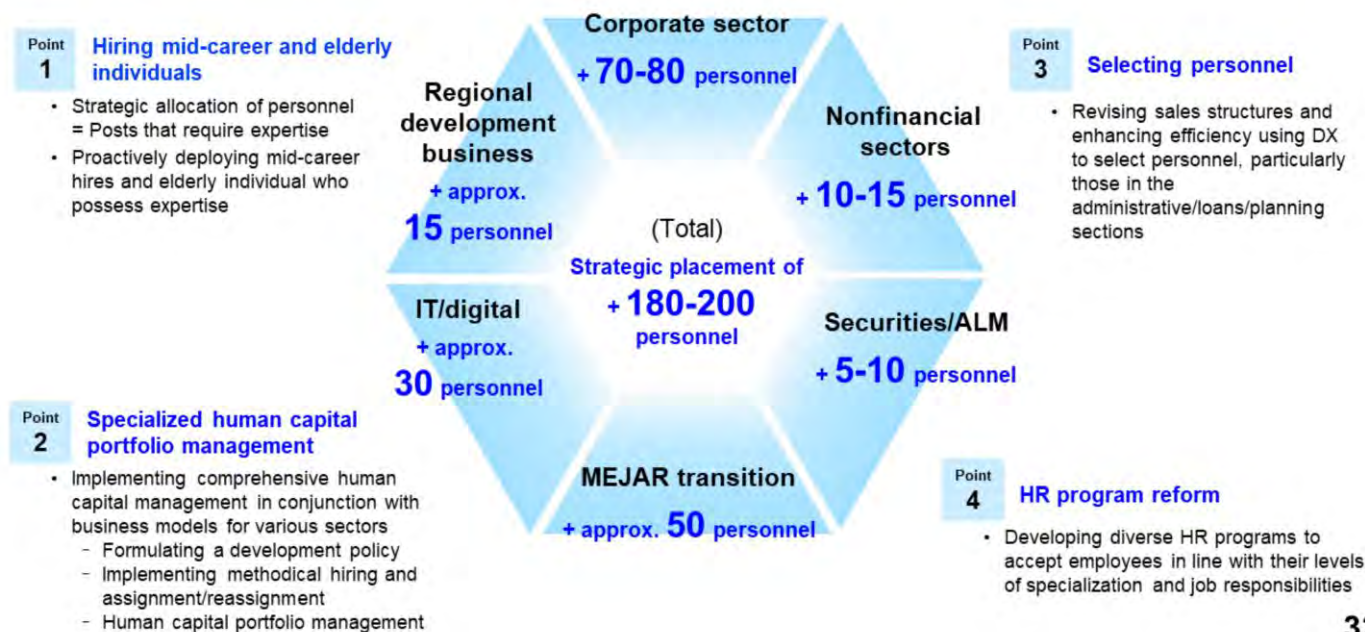 Point
1
Hiring mid-career and elderly
individuals
• Strategic allocation of personnel
= Posts that require expertise
• Proactively deploying mid-career
hires and elderly individual who
possess expertise
Point
2
Specialized human capital
portfolio management
• Implementing comprehensive human
capital management in conjunction with
business models for various sectors
- Formulating a development policy
- Implementing methodical hiring and
assignment/reassignment
- Human capital portfolio management
Corporate sector
+ 70-80 personnel
Regional
development
business
+ approx.
15 personnel
Nonfinancial
sectors
+ 10-15 personnel
(Total)
Strategic placement of
+ 180-200
personnel
IT/digital
+ approx.
30 personnel
Securities/ALM
+ 5-10 personnel
MEJAR transition
+ approx. 50 personnel
Point
3
Selecting personnel
• Revising sales structures and
enhancing efficiency using DX
to select personnel, particularly
those in the
administrative/loans/planning
sections
Point
4
HR program reform
• Developing diverse HR programs to
accept employees in line with their levels
of specialization and job responsibilities